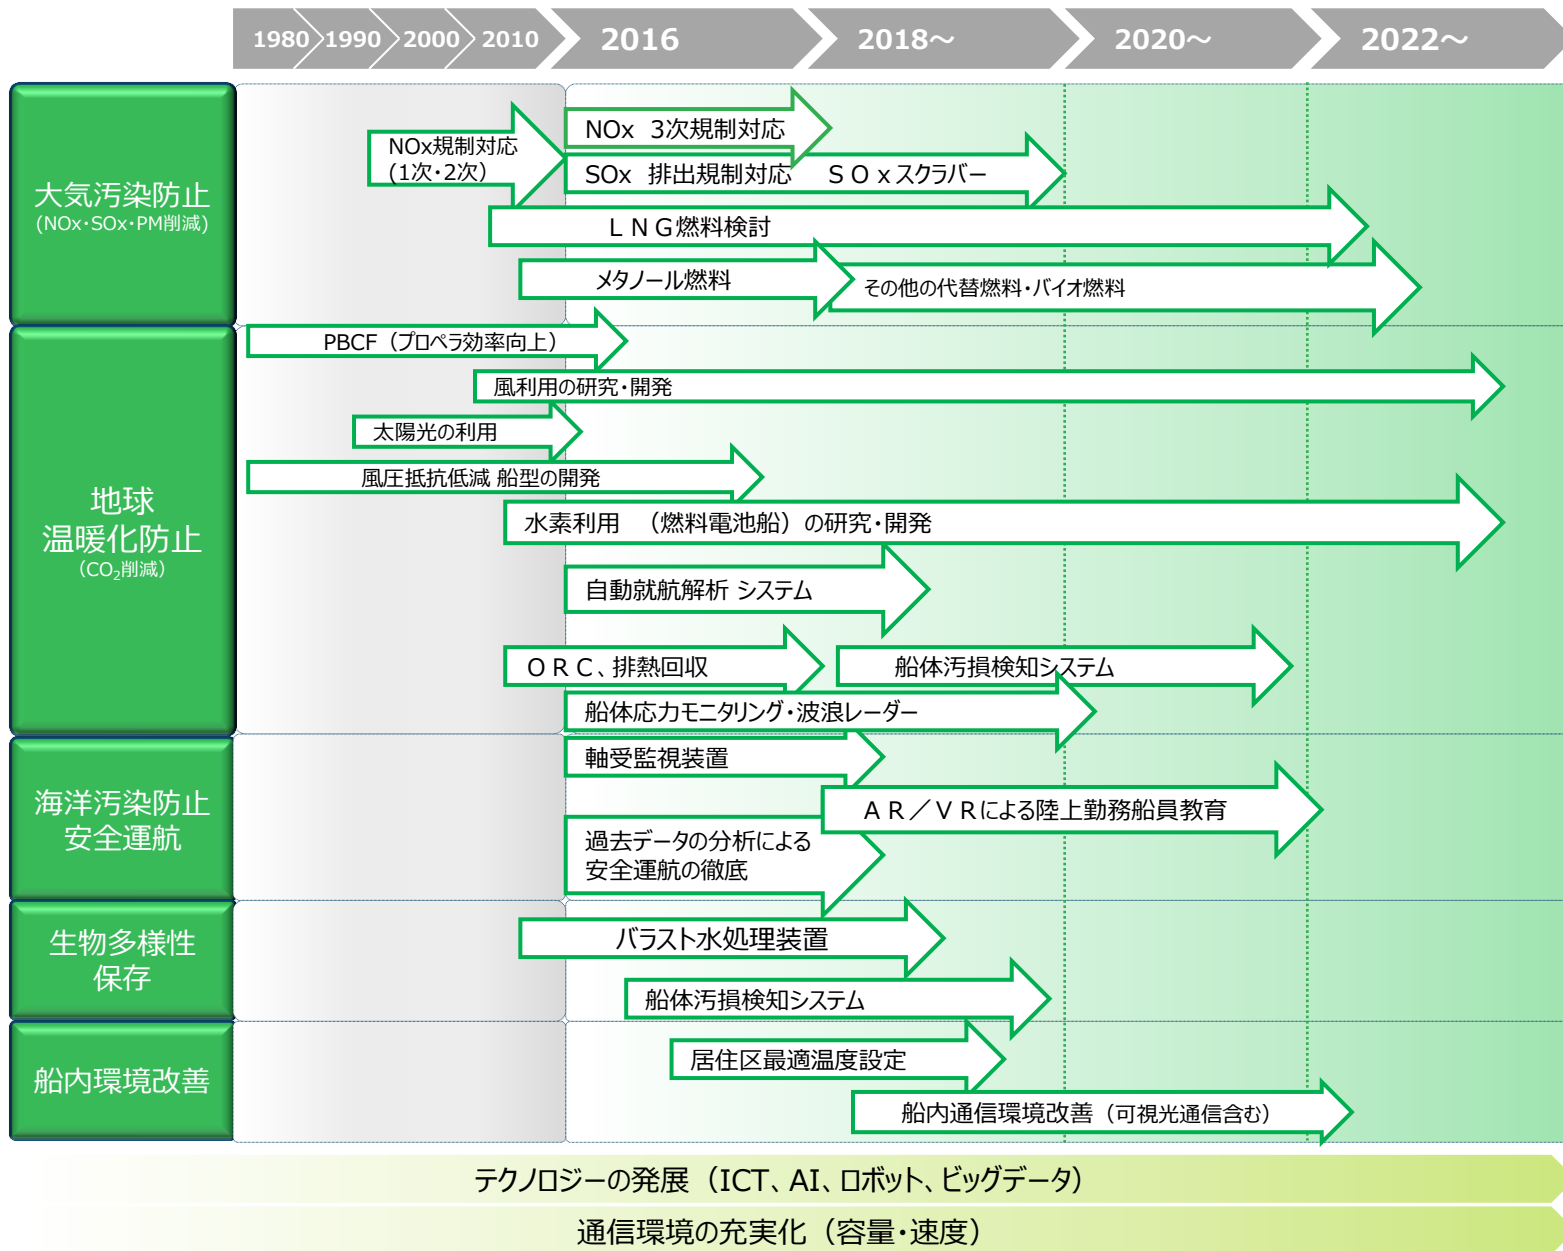 1980 1990 2000 2010 2016 2018～ 2020～ 2022～
大気汚染防止
(NOx･SOx･PM削減)
NOx規制対応
(1次･2次)
NOx 3次規制対応
SOx 排出規制対応 ＳＯｘスクラバー
ＬＮＧ燃料検討
メタノール燃料
その他の代替燃料･バイオ燃料
地球
温暖化防止
（CO₂削減）
PBCF（プロペラ効率向上）
風利用の研究･開発
太陽光の利用
風圧抵抗低減 船型の開発
水素利用 （燃料電池船）の研究･開発
自動就航解析 システム
ＯＲＣ、排熱回収
船体汚損検知システム
船体応力モニタリング･波浪レーダー
海洋汚染防止
安全運航
軸受監視装置
ＡＲ／ＶＲによる陸上勤務船員教育
過去データの分析による
安全運航の徹底
生物多様性
保存
バラスト水処理装置
船体汚損検知システム
船内環境改善
居住区最適温度設定
船内通信環境改善（可視光通信含む）
テクノロジーの発展（ICT、AI、ロボット、ビッグデータ）
通信環境の充実化（容量･速度）